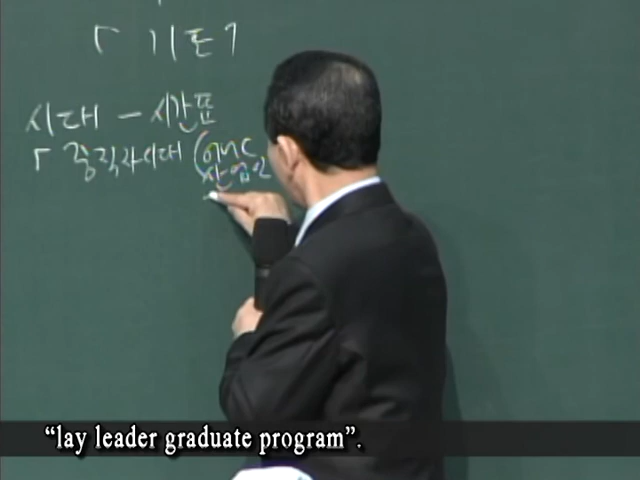 「기도」
시대 - 시간표
「중직자시대 (OMC
산업인
"lay leader graduate program".